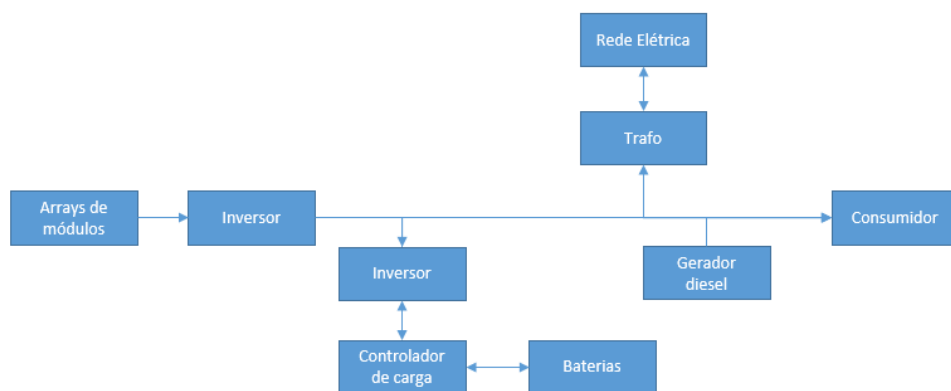 Rede Elétrica
Trafo
Arrays de
módulos
Inversor
Consumidor
Inversor
Gerador
diesel
Controlador
de carga
Baterias